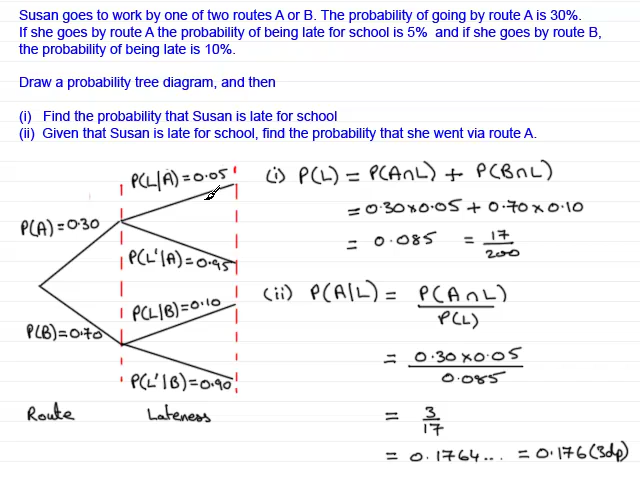 Susan goes to work by one of two routes A or B. The probability of going by route A is 30%.
If she goes by route A the probability of being late for school is 5% and if she goes by route B,
the probability of being late is 10%.
Draw a probability tree diagram, and then
(i) Find the probability that Susan is late for school
(ii) Given that Susan is late for school, find the probability that she went via route A.
P(A)=0.30
P(B)=0.70
P(L|A)=0.05
P(L'|A)=0.95
P(L|B)=0.10
P(L'|B)=0.90
Route
Lateness
(i) P(L) = P(A∩L) + P(B∩L)
= 0.30×0.05 + 0.70×0.10
= 0.085 = 17/200
(ii) P(A|L) = P(A∩L)/P(L)
= 0.30×0.05/0.085
= 3/17
= 0.1764... = 0.176(3dp)